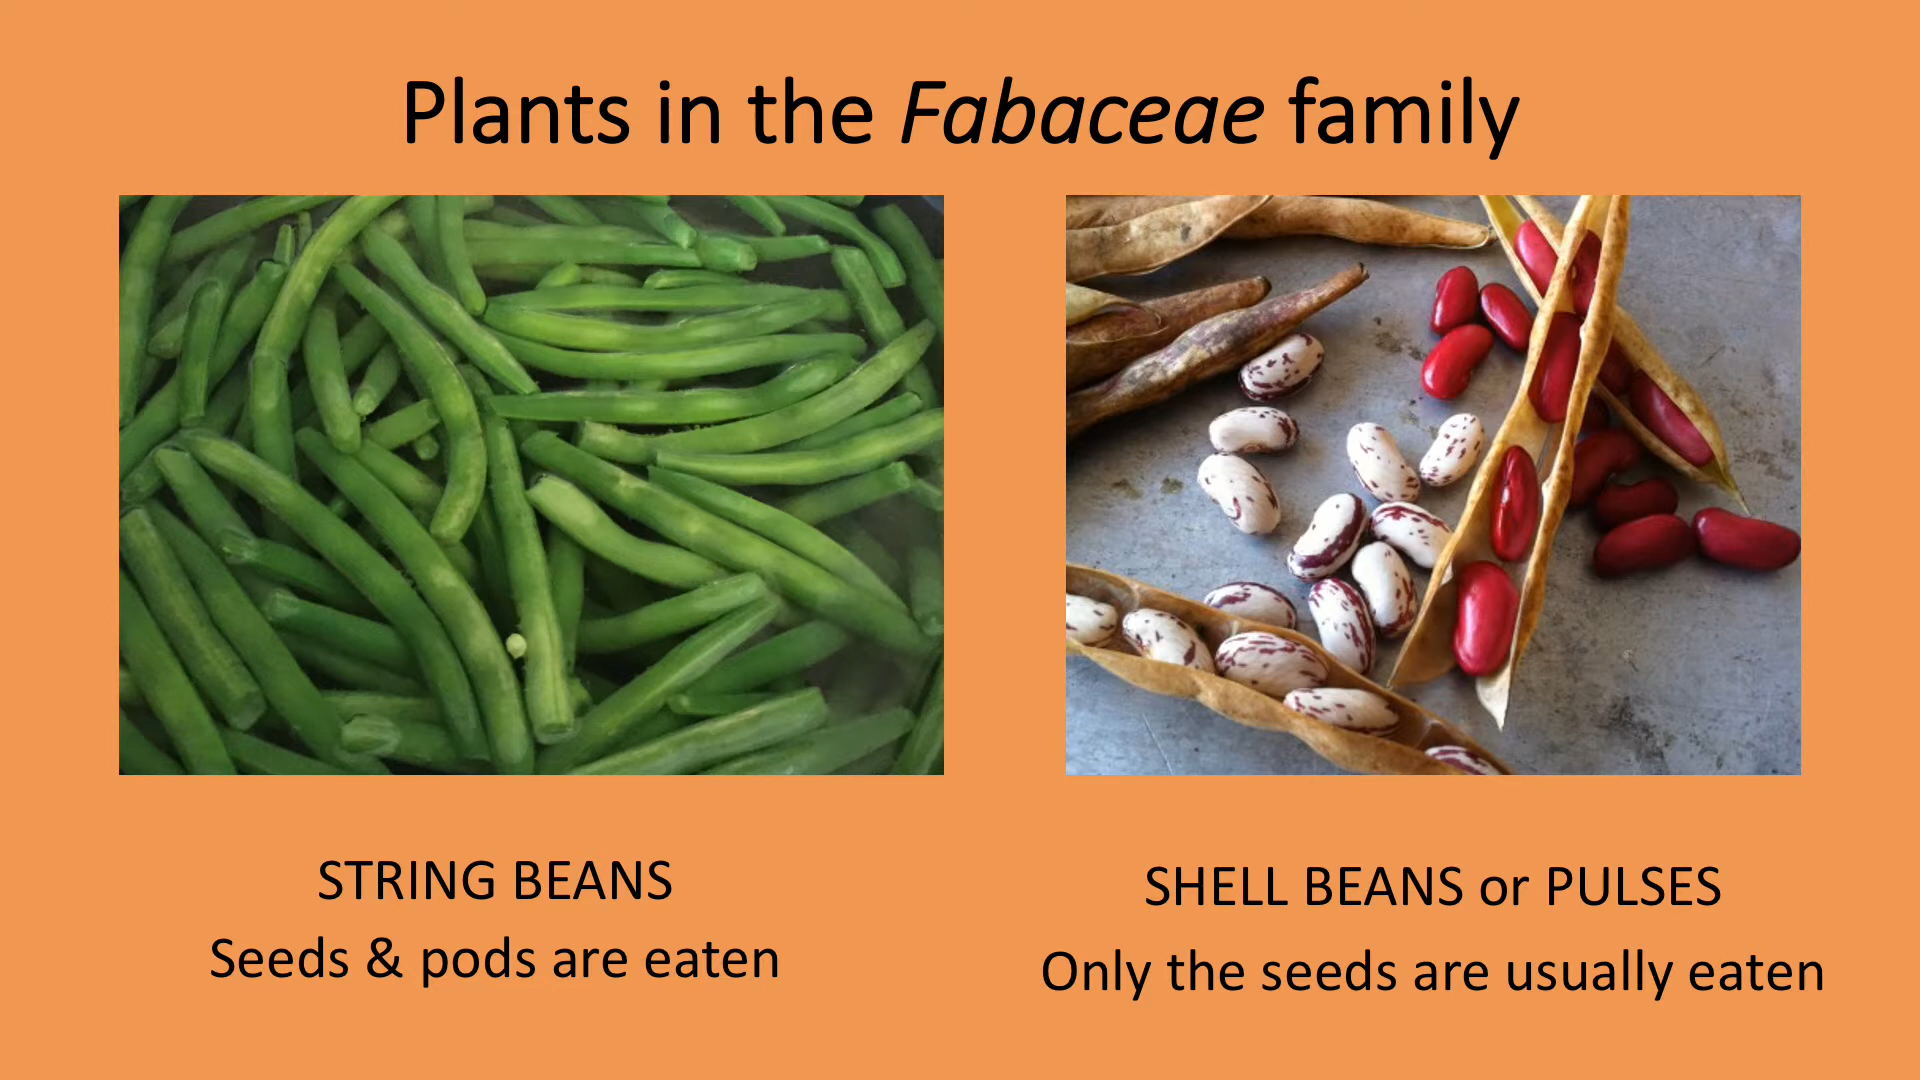 Plants in the Fabaceae family
STRING BEANS
Seeds & pods are eaten
SHELL BEANS or PULSES
Only the seeds are usually eaten